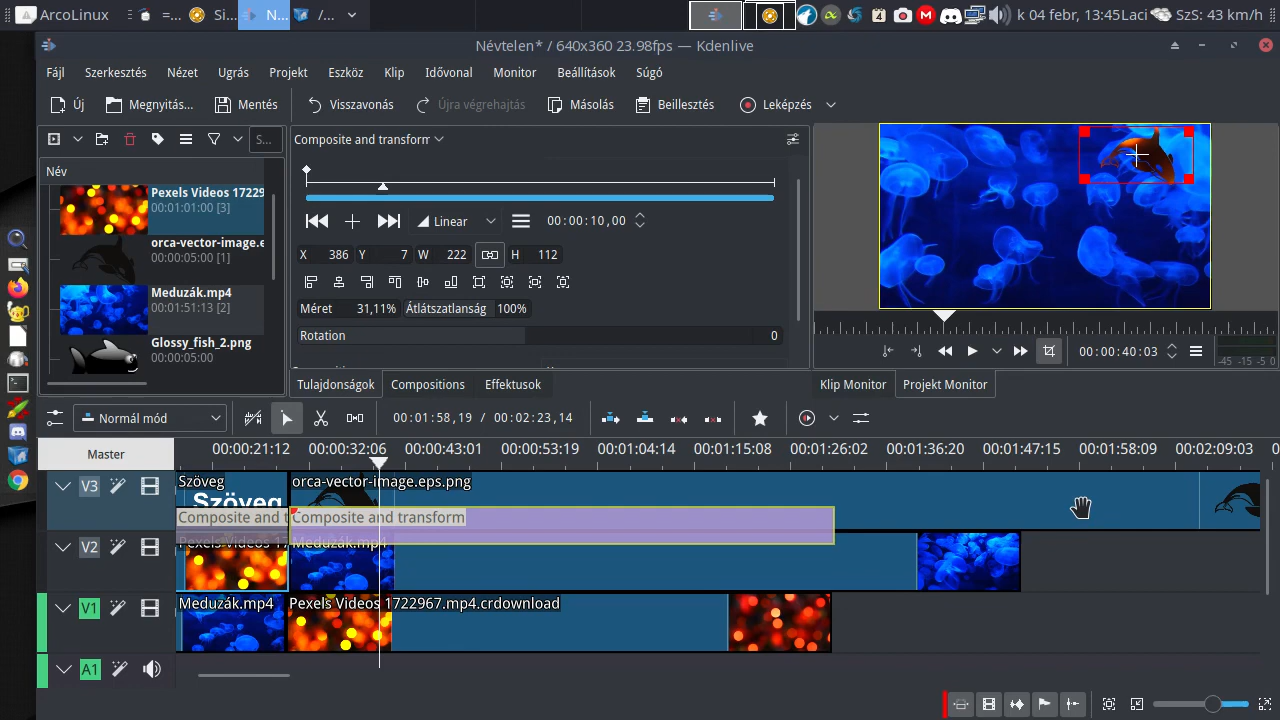 ArcoLinux
=...
Si...
N...
/...
k 04 febr, 13:45Laci
SzS: 43 km/h
Névtelen* / 640x360 23.98fps — Kdenlive
Fájl Szerkesztés Nézet Ugrás Projekt Eszköz Klip Idővonal Monitor Beállítások Súgó
Új Megnyitás... Mentés Visszavonás Újra végrehajtás Másolás Beillesztés Leképzés
S...
Composite and transform
Név
Pexels Videos 17229
00:01:01:00 [3]
orca-vector-image.e
00:00:05:00 [1]
Meduzák.mp4
00:01:51:13 [2]
Glossy_fish_2.png
00:00:05:00
Linear 00:00:10,00
X 386 Y 7 W 222 H 112
Méret 31,11% Átlátszatlanság 100%
Rotation 0
00:00:40:03
-45 -15 -5 0
Tulajdonságok Compositions Effektusok
Klip Monitor Projekt Monitor
Normál mód 00:01:58,19 / 00:02:23,14
Master
00:00:21:12 00:00:32:06 00:00:43:01 00:00:53:19 00:01:04:14 00:01:15:08 00:01:26:02 00:01:36:20 00:01:47:15 00:01:58:09 00:02:09:03
V3
Szöveg
Szöveg
orca-vector-image.eps.png
Composite and t
Composite and transform
V2
Pexels Videos 17
Meduzák.mp4
V1
Meduzák.mp4
Pexels Videos 1722967.mp4.crdownload
A1